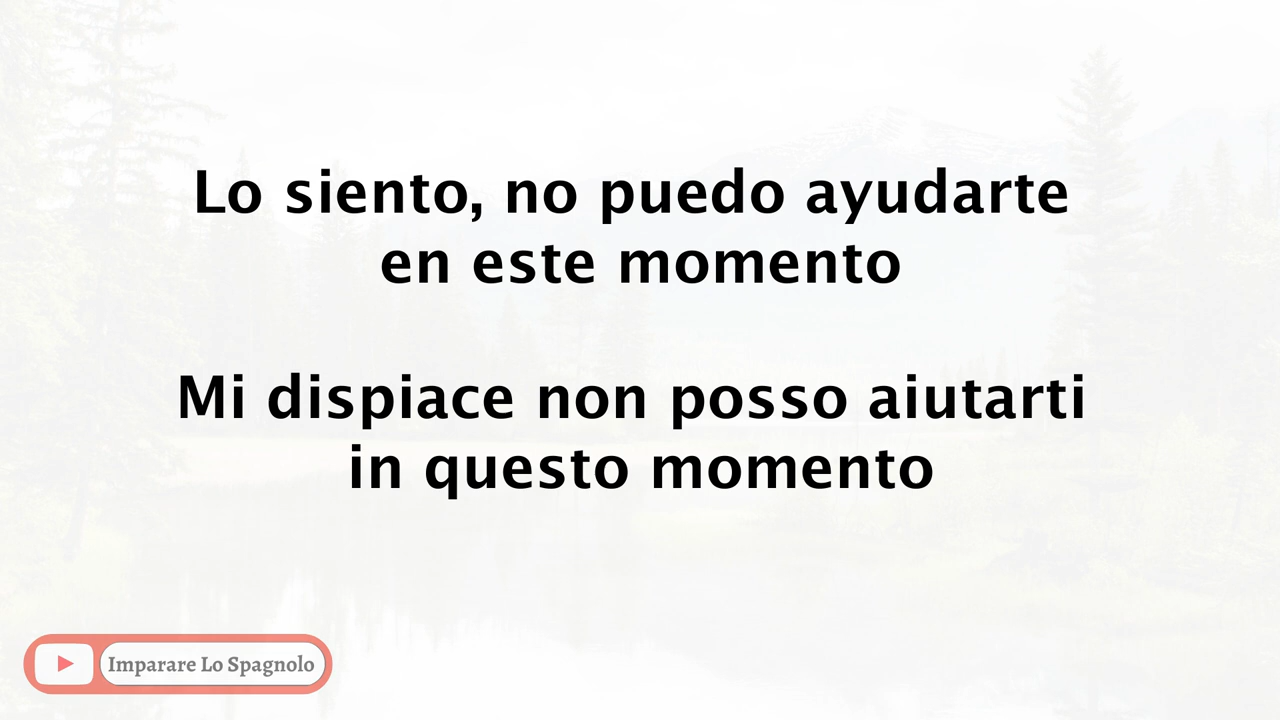 Lo siento, no puedo ayudarte
en este momento
Mi dispiace non posso aiutarti
in questo momento
Imparare Lo Spagnolo